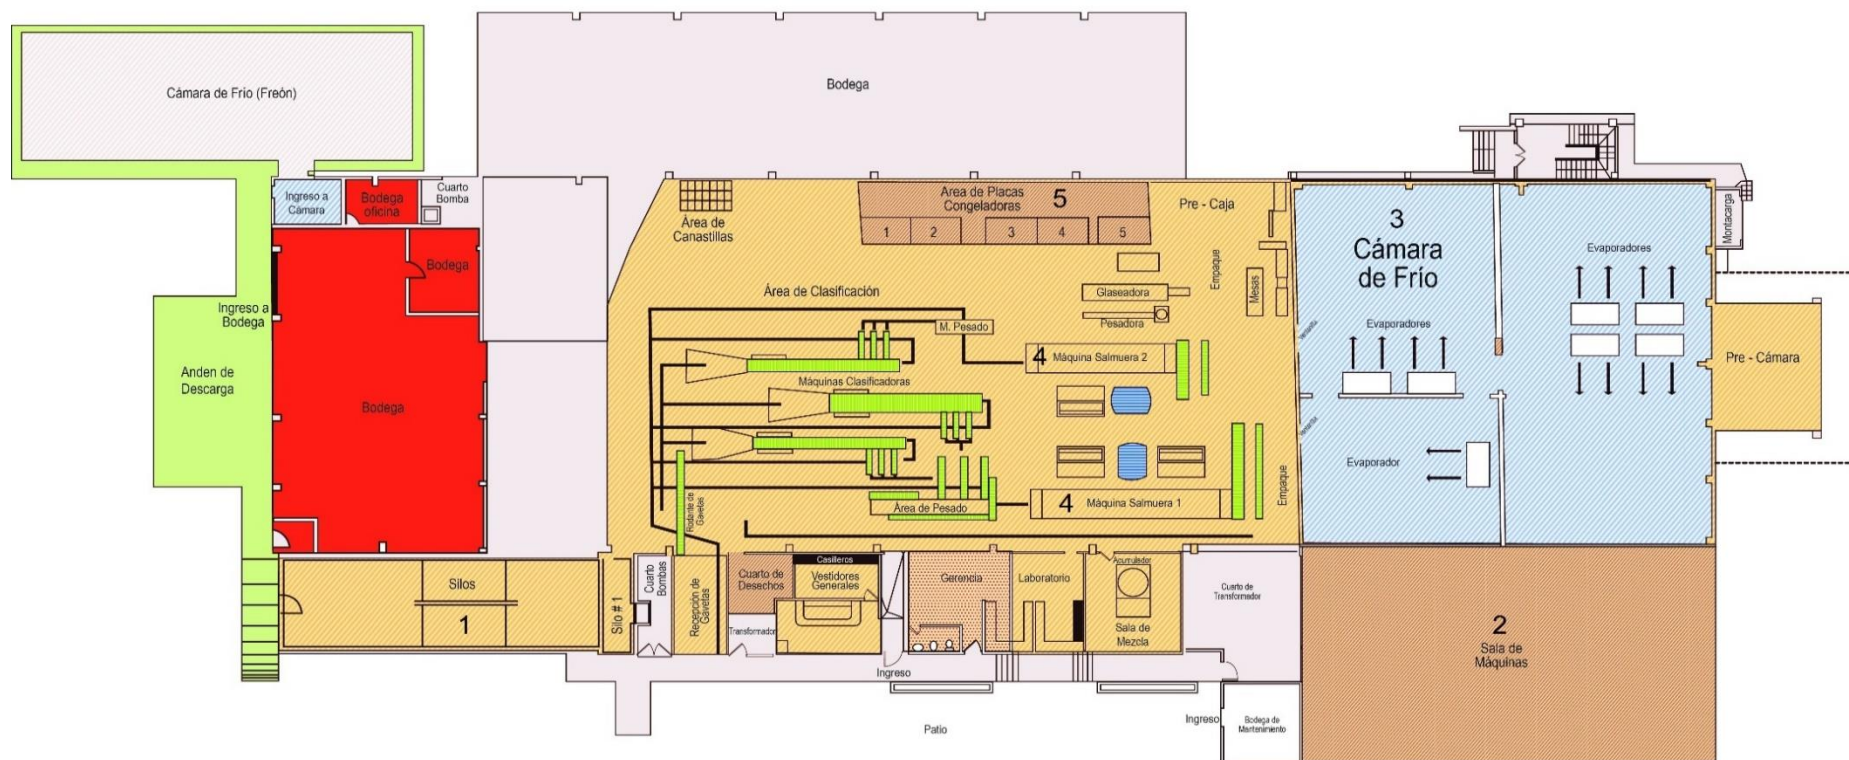 Cámara de Frío (Freón)
Bodega
Ingreso a
Cámara
Bodega
oficina
Cuarto
Bomba
Área de
Canastillas
Area de Placas
Congeladoras
5
1
2
3
4
5
Pre - Caja
Montacarga
3
Cámara
de Frío
Evaporadores
Bodega
Ingreso a
Bodega
Área de Clasificación
Glaseadora
Empaque
Mesas
Pesadora
M. Pesado
Evaporadores
Ventanilla
Anden de
Descarga
4
Máquina Salmuera 2
Pre - Cámara
Máquinas Clasificadoras
Bodega
Ventanilla
Evaporador
Rodante de
Gavetas
Área de Pesado
4
Máquina Salmuera 1
Empaque
Silos
1
Silo # 1
Cuarto
Bombas
Recepción de
Gavetas
Cuarto de
Desechos
Casilleros
Vestidores
Generales
Gerencia
Laboratorio
Acumulador
Cuarto de
Transformador
Transformador
Sala de
Mezcla
2
Sala de
Máquinas
Ingreso
Patio
Ingreso
Bodega de
Mantenimiento